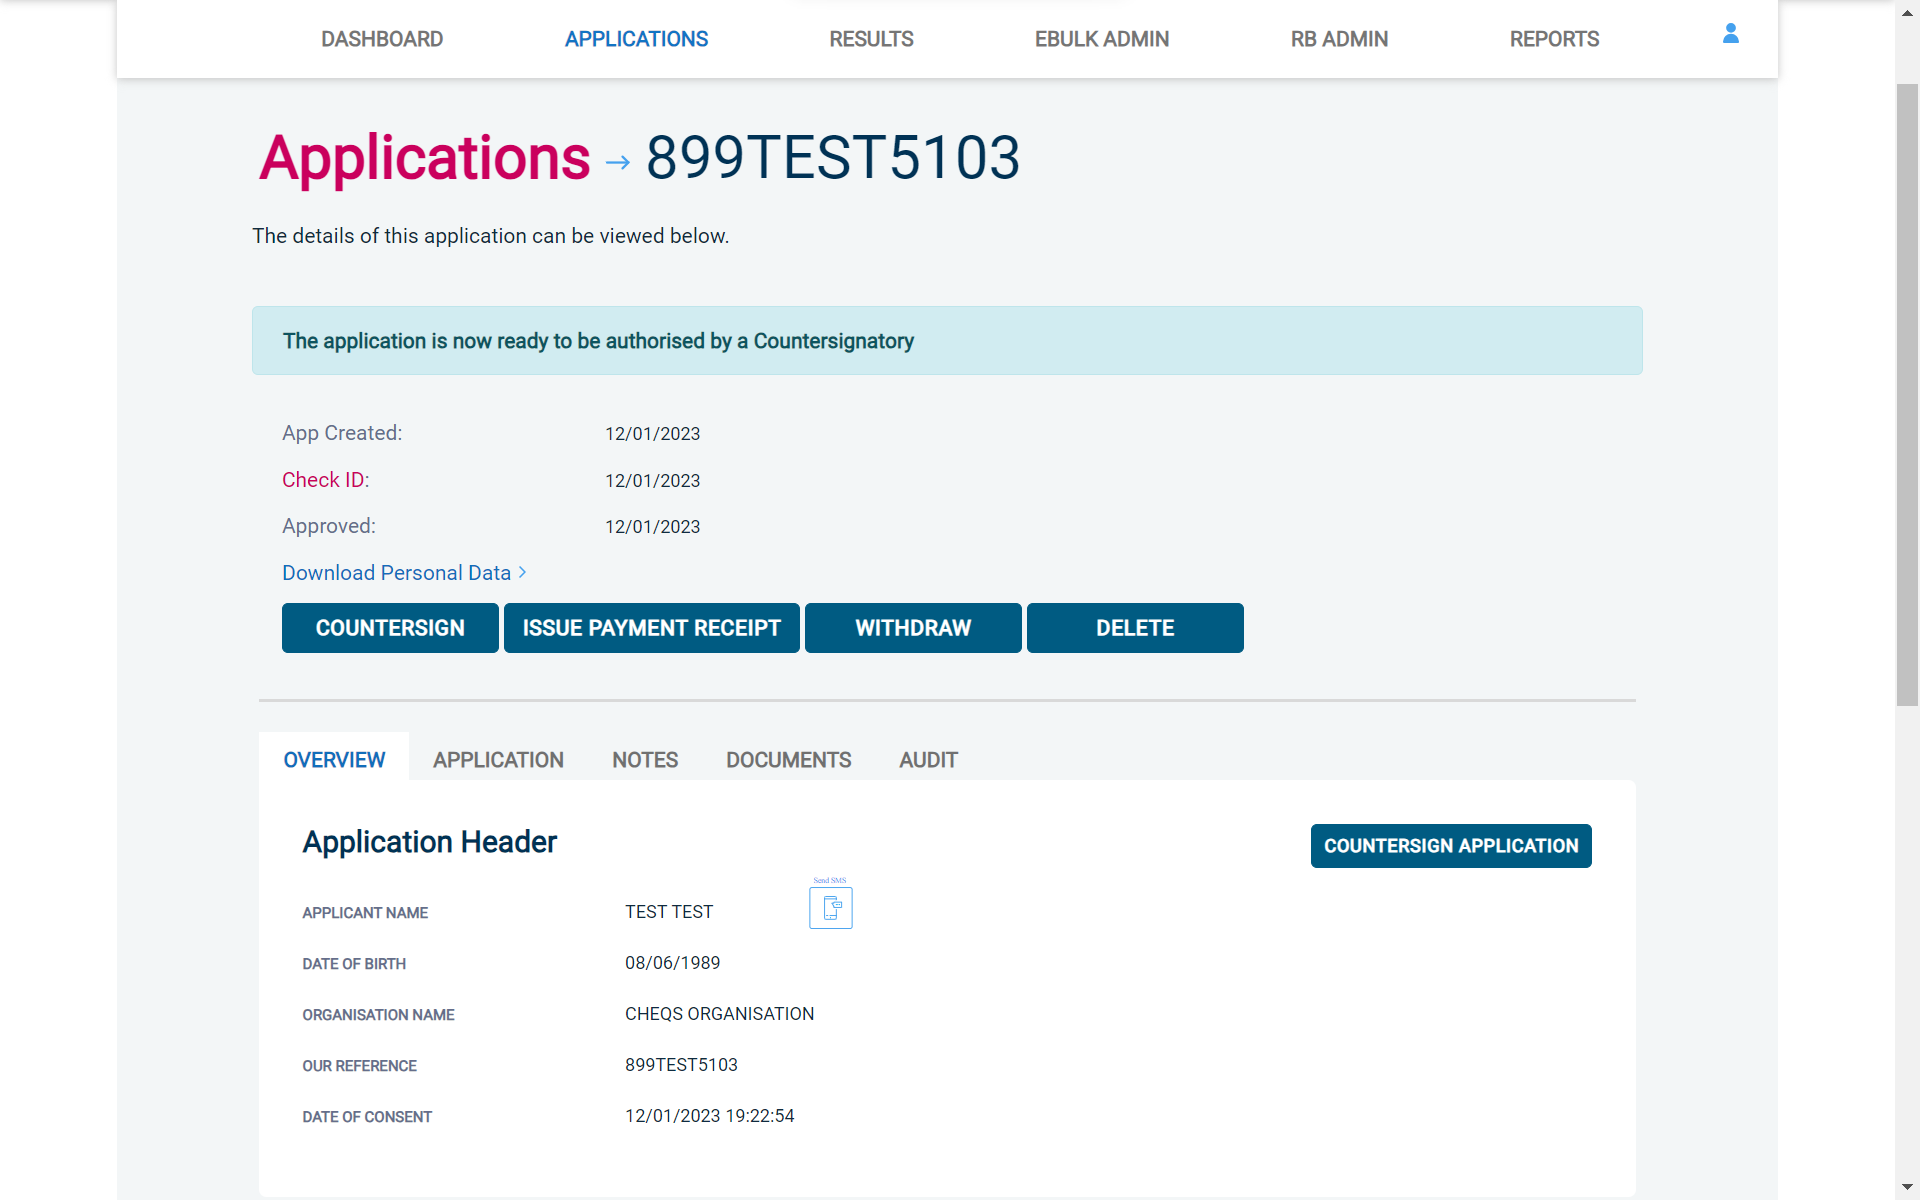 DASHBOARD APPLICATIONS RESULTS EBULK ADMIN RB ADMIN REPORTS
Applications → 899TEST5103
The details of this application can be viewed below.
The application is now ready to be authorised by a Countersignatory
App Created: 12/01/2023
Check ID: 12/01/2023
Approved: 12/01/2023
Download Personal Data >
COUNTERSIGN ISSUE PAYMENT RECEIPT WITHDRAW DELETE
OVERVIEW APPLICATION NOTES DOCUMENTS AUDIT
Application Header COUNTERSIGN APPLICATION
Send SMS
APPLICANT NAME TEST TEST
DATE OF BIRTH 08/06/1989
ORGANISATION NAME CHEQS ORGANISATION
OUR REFERENCE 899TEST5103
DATE OF CONSENT 12/01/2023 19:22:54